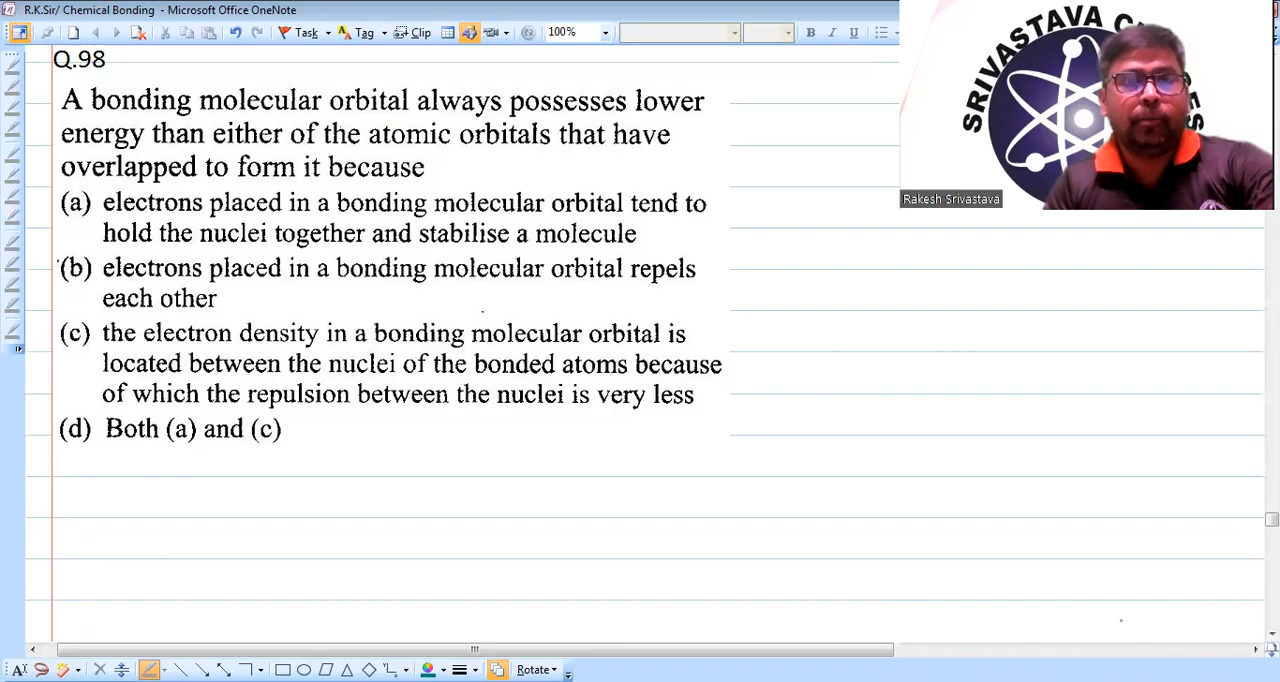 R.K.Sir/ Chemical Bonding - Microsoft Office OneNote
Task
Tag
Clip
100%
B I U
Q.98
A bonding molecular orbital always possesses lower
energy than either of the atomic orbitals that have
overlapped to form it because
(a) electrons placed in a bonding molecular orbital tend to
hold the nuclei together and stabilise a molecule
(b) electrons placed in a bonding molecular orbital repels
each other
(c) the electron density in a bonding molecular orbital is
located between the nuclei of the bonded atoms because
of which the repulsion between the nuclei is very less
(d) Both (a) and (c)
SRIVASTAVA
Rakesh Srivastava
Rotate